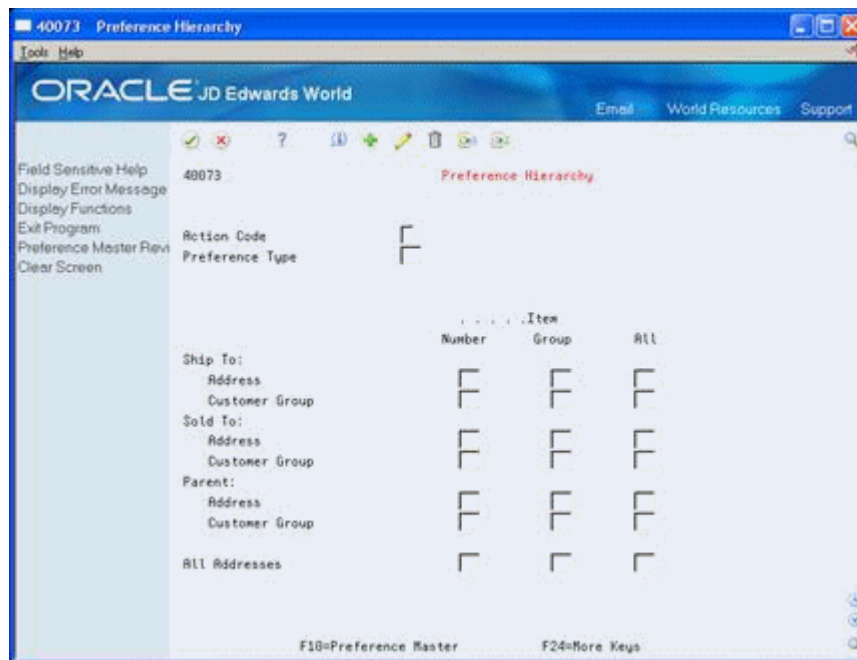 40073 Preference Hierarchy
Tools Help
ORACLE JD Edwards World
Email World Resources Support
Field Sensitive Help
Display Error Message
Display Functions
Exit Program
Preference Master Revi
Clear Screen
40073 Preference Hierarchy
Action Code
Preference Type
. . . . .Item
Number Group All
Ship To:
Address
Customer Group
Sold To:
Address
Customer Group
Parent:
Address
Customer Group
All Addresses
F10=Preference Master F24=More Keys